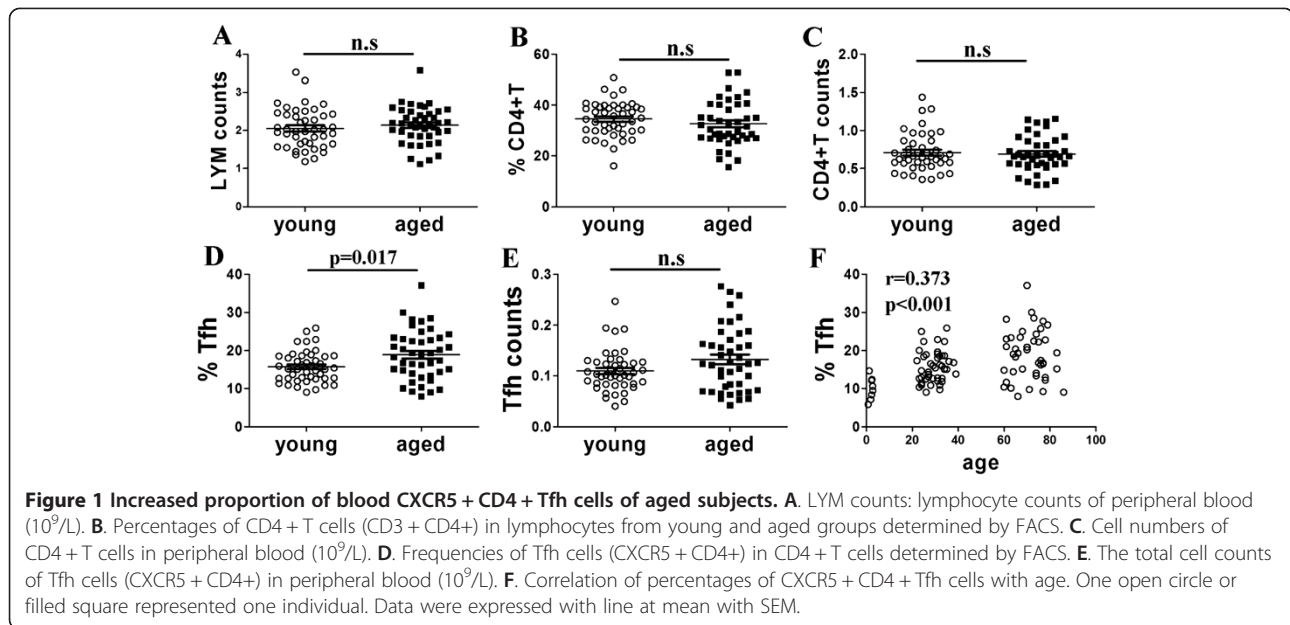 A
n.s
LYM counts
4
3
2
1
0
young
aged
B
n.s
% CD4+T
60
40
20
0
young
aged
C
n.s
CD4+T counts
2.0
1.5
1.0
0.5
0.0
young
aged
D
p=0.017
% Tfh
40
30
20
10
0
young
aged
E
n.s
Tfh counts
0.3
0.2
0.1
0.0
young
aged
F
r=0.373
p<0.001
% Tfh
40
30
20
10
0
0 20 40 60 80 100
age
Figure 1 Increased proportion of blood CXCR5 + CD4 + Tfh cells of aged subjects. A. LYM counts: lymphocyte counts of peripheral blood
(10⁹/L). B. Percentages of CD4 + T cells (CD3 + CD4+) in lymphocytes from young and aged groups determined by FACS. C. Cell numbers of
CD4 + T cells in peripheral blood (10⁹/L). D. Frequencies of Tfh cells (CXCR5 + CD4+) in CD4 + T cells determined by FACS. E. The total cell counts
of Tfh cells (CXCR5 + CD4+) in peripheral blood (10⁹/L). F. Correlation of percentages of CXCR5 + CD4 + Tfh cells with age. One open circle or
filled square represented one individual. Data were expressed with line at mean with SEM.